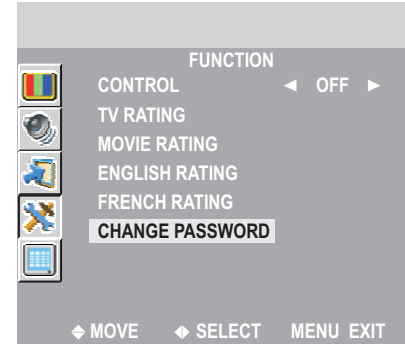 FUNCTION
CONTROL ◄ OFF ►
TV RATING
MOVIE RATING
ENGLISH RATING
FRENCH RATING
CHANGE PASSWORD
MOVE SELECT MENU EXIT